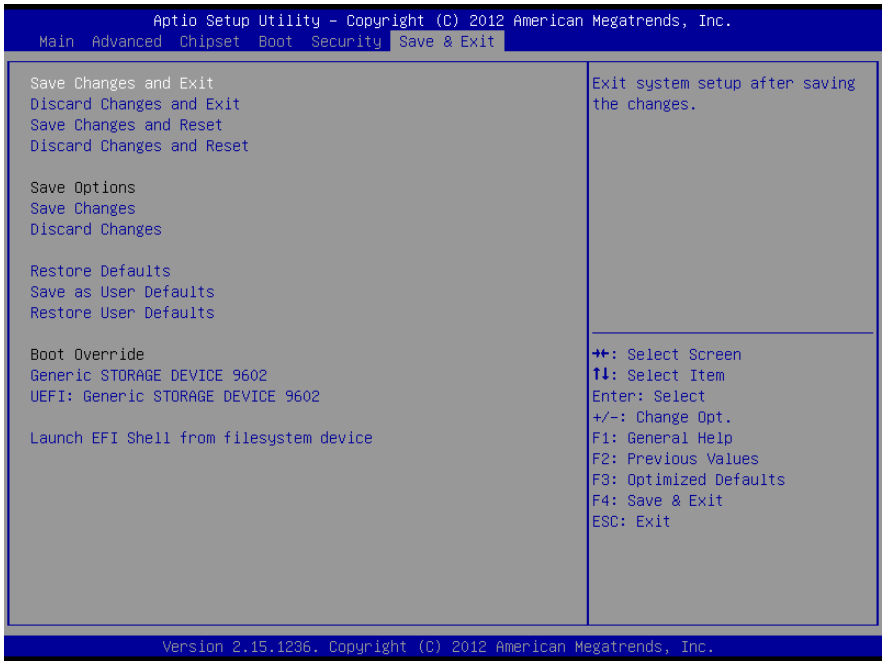 Aptio Setup Utility – Copyright (C) 2012 American Megatrends, Inc.
Main Advanced Chipset Boot Security Save & Exit
Save Changes and Exit
Discard Changes and Exit
Save Changes and Reset
Discard Changes and Reset
Save Options
Save Changes
Discard Changes
Restore Defaults
Save as User Defaults
Restore User Defaults
Boot Override
Generic STORAGE DEVICE 9602
UEFI: Generic STORAGE DEVICE 9602
Launch EFI Shell from filesystem device
Exit system setup after saving
the changes.
→←: Select Screen
↑↓: Select Item
Enter: Select
+/-: Change Opt.
F1: General Help
F2: Previous Values
F3: Optimized Defaults
F4: Save & Exit
ESC: Exit
Version 2.15.1236. Copyright (C) 2012 American Megatrends, Inc.